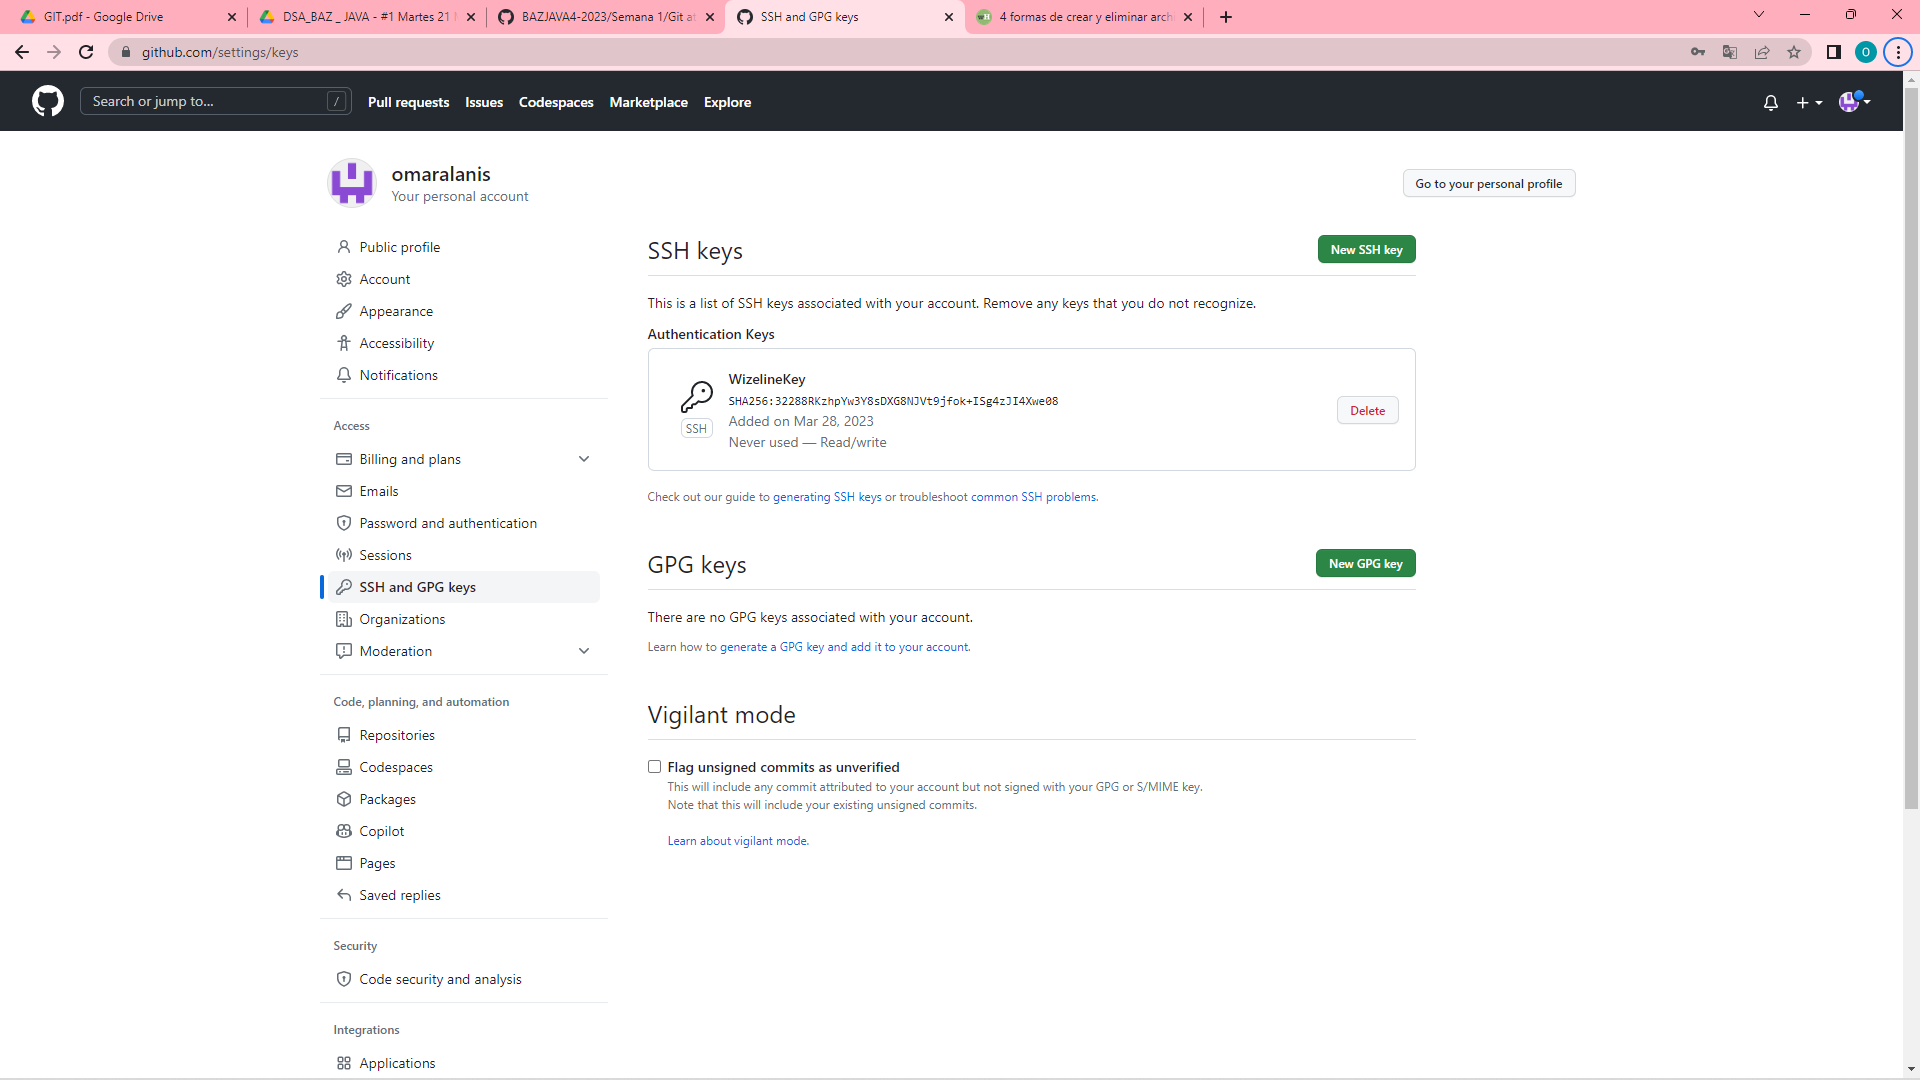 GIT.pdf - Google Drive
DSA_BAZ _ JAVA - #1 Martes 21
BAZJAVA4-2023/Semana 1/Git at
SSH and GPG keys
4 formas de crear y eliminar arch
github.com/settings/keys
O
Search or jump to...
/
Pull requests
Issues
Codespaces
Marketplace
Explore
omaralanis
Your personal account
Go to your personal profile
Public profile
Account
Appearance
Accessibility
Notifications
Access
Billing and plans
Emails
Password and authentication
Sessions
SSH and GPG keys
Organizations
Moderation
Code, planning, and automation
Repositories
Codespaces
Packages
Copilot
Pages
Saved replies
Security
Code security and analysis
Integrations
Applications
SSH keys
New SSH key
This is a list of SSH keys associated with your account. Remove any keys that you do not recognize.
Authentication Keys
WizelineKey
SHA256:32288RKzhpYw3Y8sDXG8NJVt9jfok+ISg4zJI4Xwe08
Added on Mar 28, 2023
Never used — Read/write
SSH
Delete
Check out our guide to generating SSH keys or troubleshoot common SSH problems.
GPG keys
New GPG key
There are no GPG keys associated with your account.
Learn how to generate a GPG key and add it to your account.
Vigilant mode
Flag unsigned commits as unverified
This will include any commit attributed to your account but not signed with your GPG or S/MIME key.
Note that this will include your existing unsigned commits.
Learn about vigilant mode.